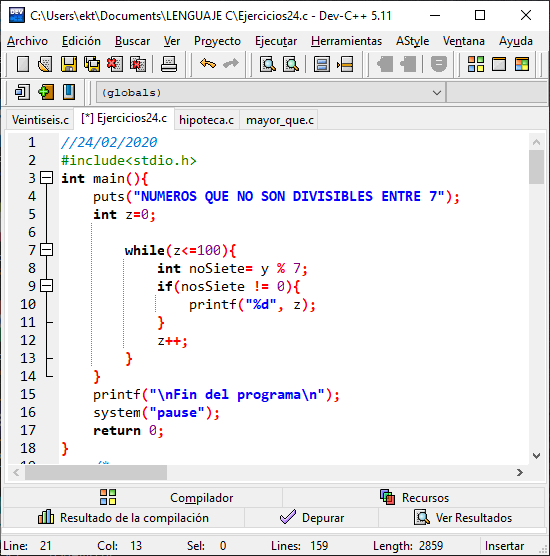 C:\Users\ekt\Documents\LENGUAJE C\Ejercicios24.c - Dev-C++ 5.11
Archivo Edición Buscar Ver Proyecto Ejecutar Herramientas AStyle Ventana Ayuda
(globals)
Veintiseis.c [*] Ejercicios24.c hipoteca.c mayor_que.c
1 //24/02/2020
2 #include<stdio.h>
3 int main(){
4 puts("NUMEROS QUE NO SON DIVISIBLES ENTRE 7");
5 int z=0;
6
7 while(z<=100){
8 int noSiete= y % 7;
9 if(nosSiete != 0){
10 printf("%d", z);
11 }
12 z++;
13 }
14 }
15 printf("\nFin del programa\n");
16 system("pause");
17 return 0;
18 }
Compilador Recursos
Resultado de la compilación Depurar Ver Resultados
Line: 21 Col: 13 Sel: 0 Lines: 159 Length: 2859 Insertar